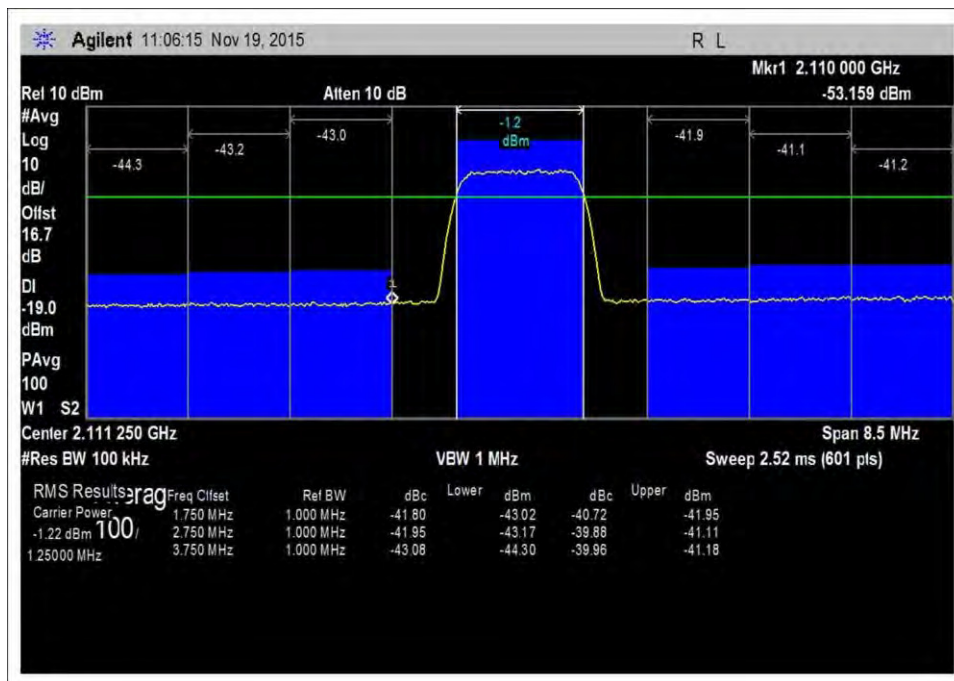 Agilent 11:06:15 Nov 19, 2015 R L
Mkr1 2.110 000 GHz
Ref 10 dBm Atten 10 dB -53.159 dBm
#Avg
Log
10
dB/
Offst
16.7
dB
DI
-19.0
dBm
PAvg
100
W1 S2
-44.3 -43.2 -43.0 -1.2 dBm -41.9 -41.1 -41.2
1
Center 2.111 250 GHz Span 8.5 MHz
#Res BW 100 kHz VBW 1 MHz Sweep 2.52 ms (601 pts)
RMS Results Freq Offset Ref BW dBc Lower dBm dBc Upper dBm
Carrier Power 1.750 MHz 1.000 MHz -41.80 -43.02 -40.72 -41.95
-1.22 dBm 100/ 2.750 MHz 1.000 MHz -41.95 -43.17 -39.88 -41.11
1.25000 MHz 3.750 MHz 1.000 MHz -43.08 -44.30 -39.96 -41.18